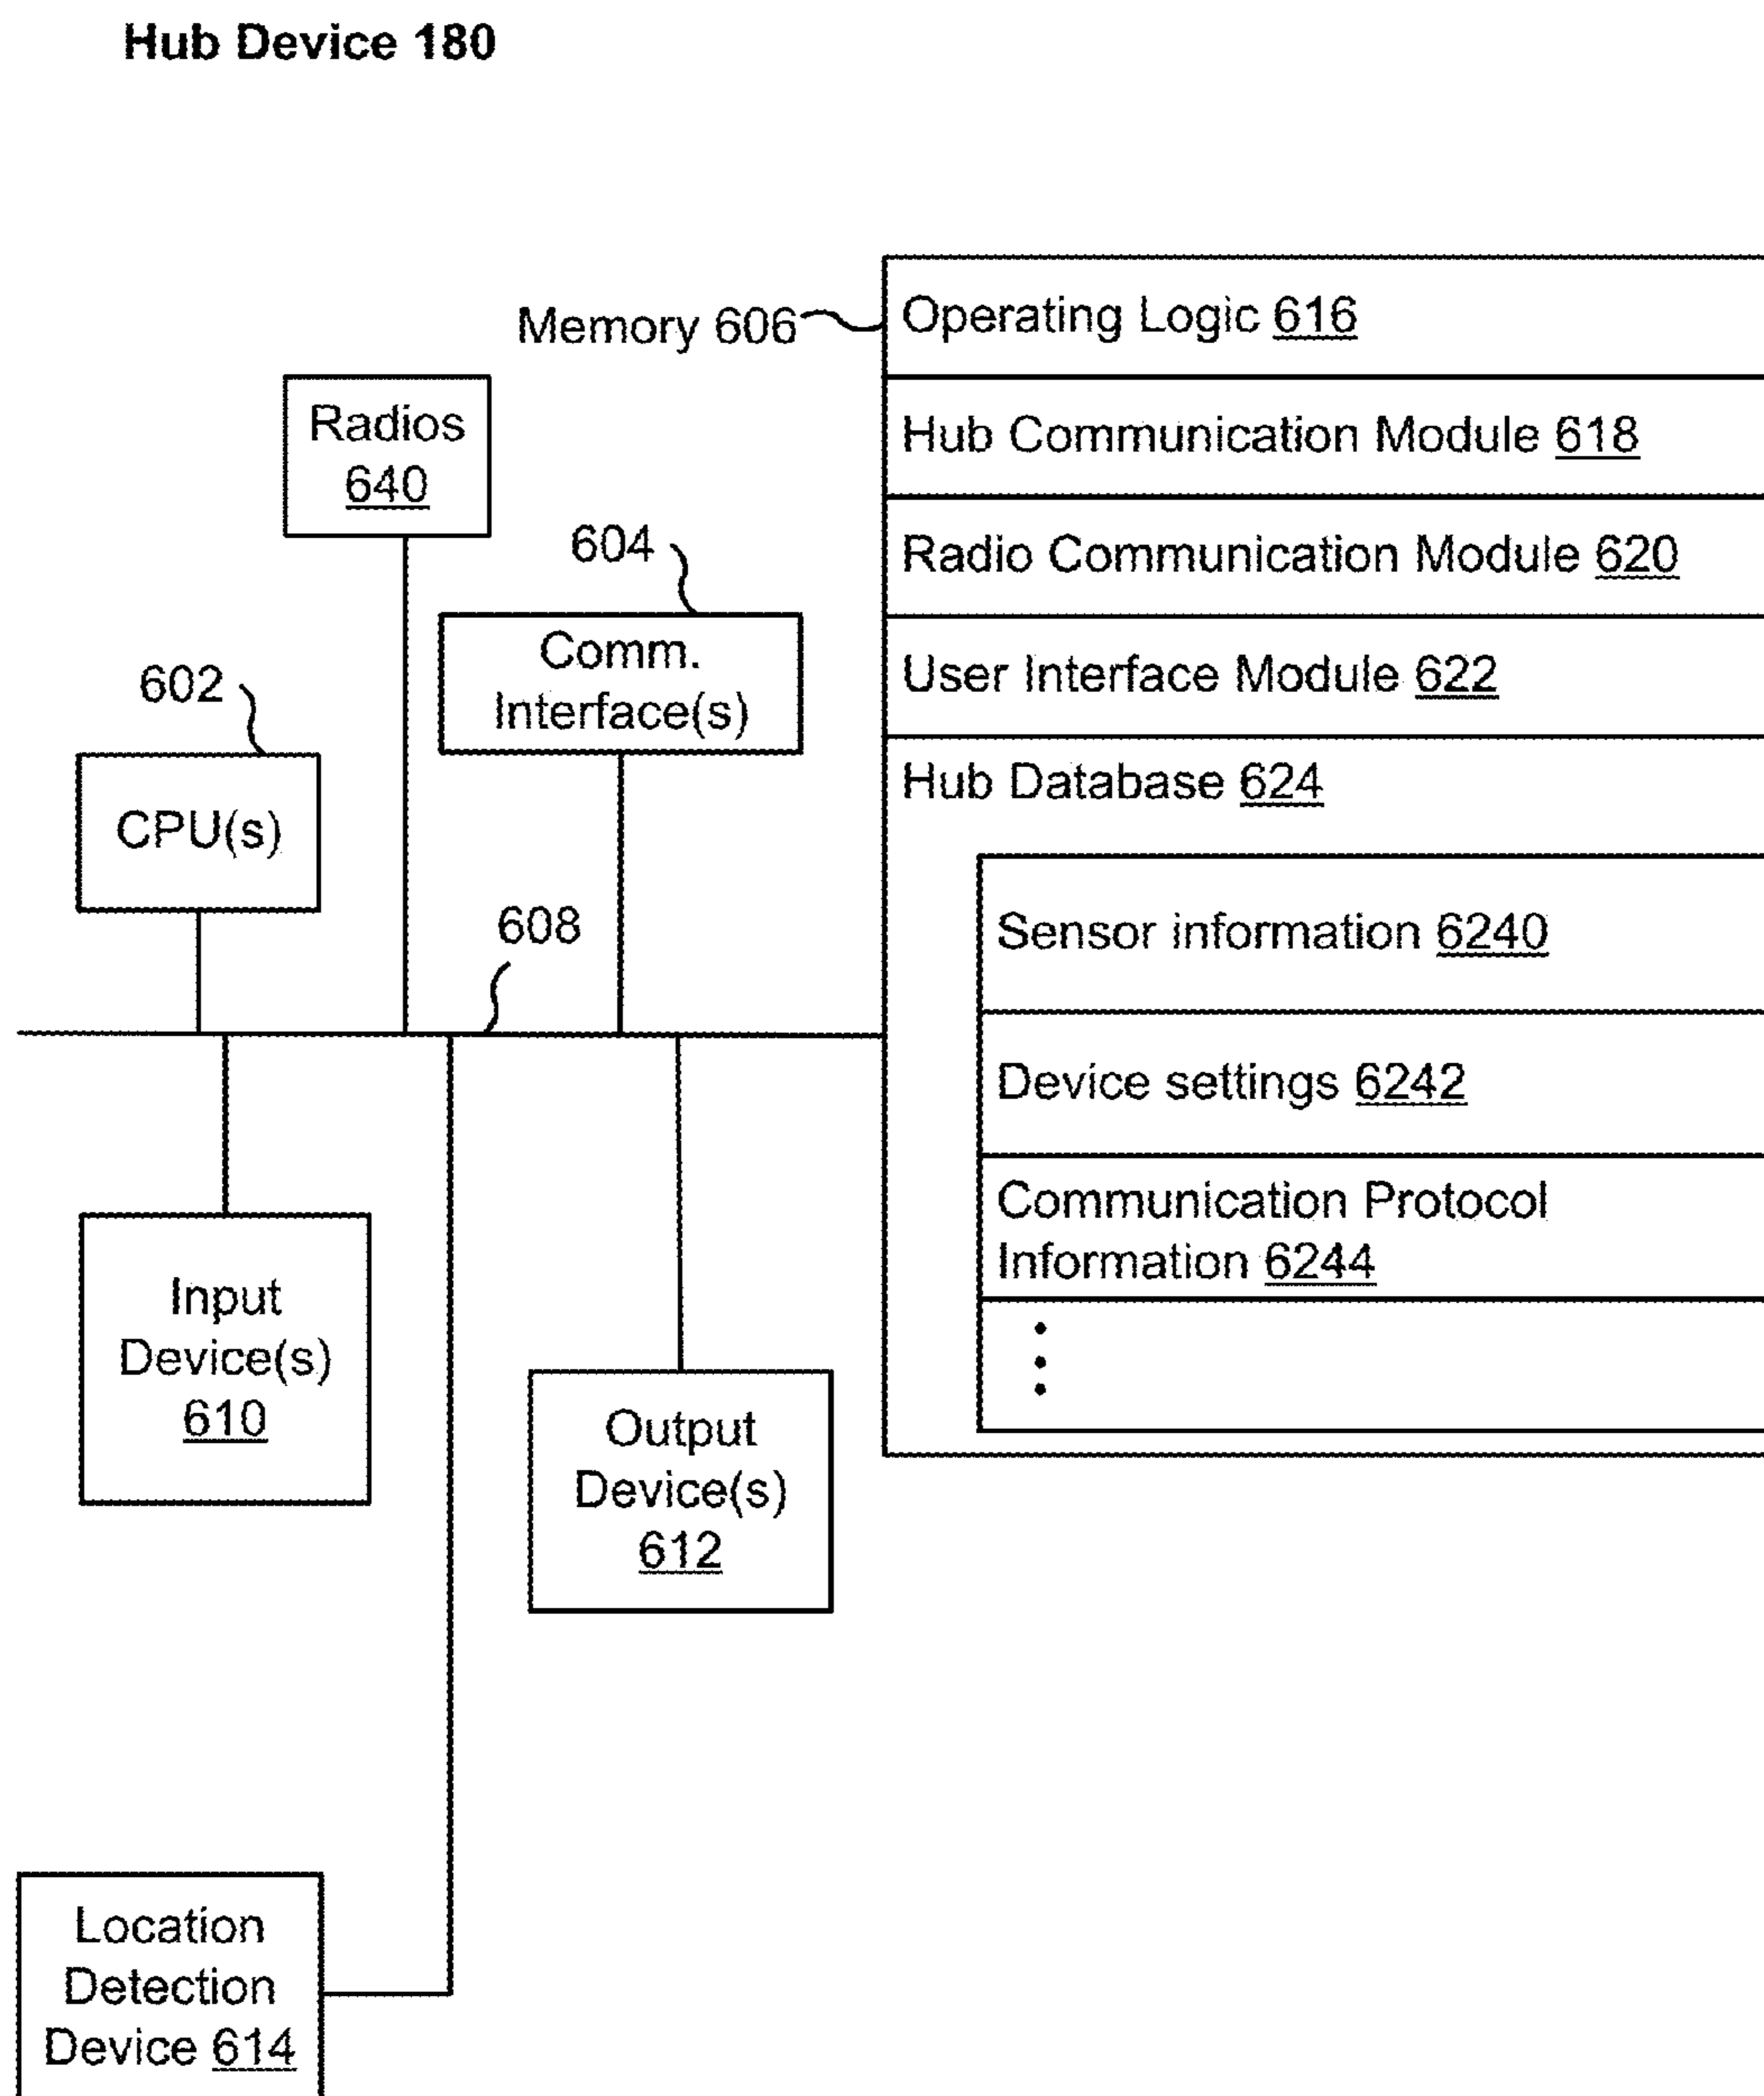 Hub Device 180
Memory 606
Operating Logic 616
Hub Communication Module 618
Radio Communication Module 620
User Interface Module 622
Hub Database 624
Sensor information 6240
Device settings 6242
Communication Protocol
Information 6244
Radios
640
604
Comm.
Interface(s)
602
CPU(s)
608
Input
Device(s)
610
Output
Device(s)
612
Location
Detection
Device 614